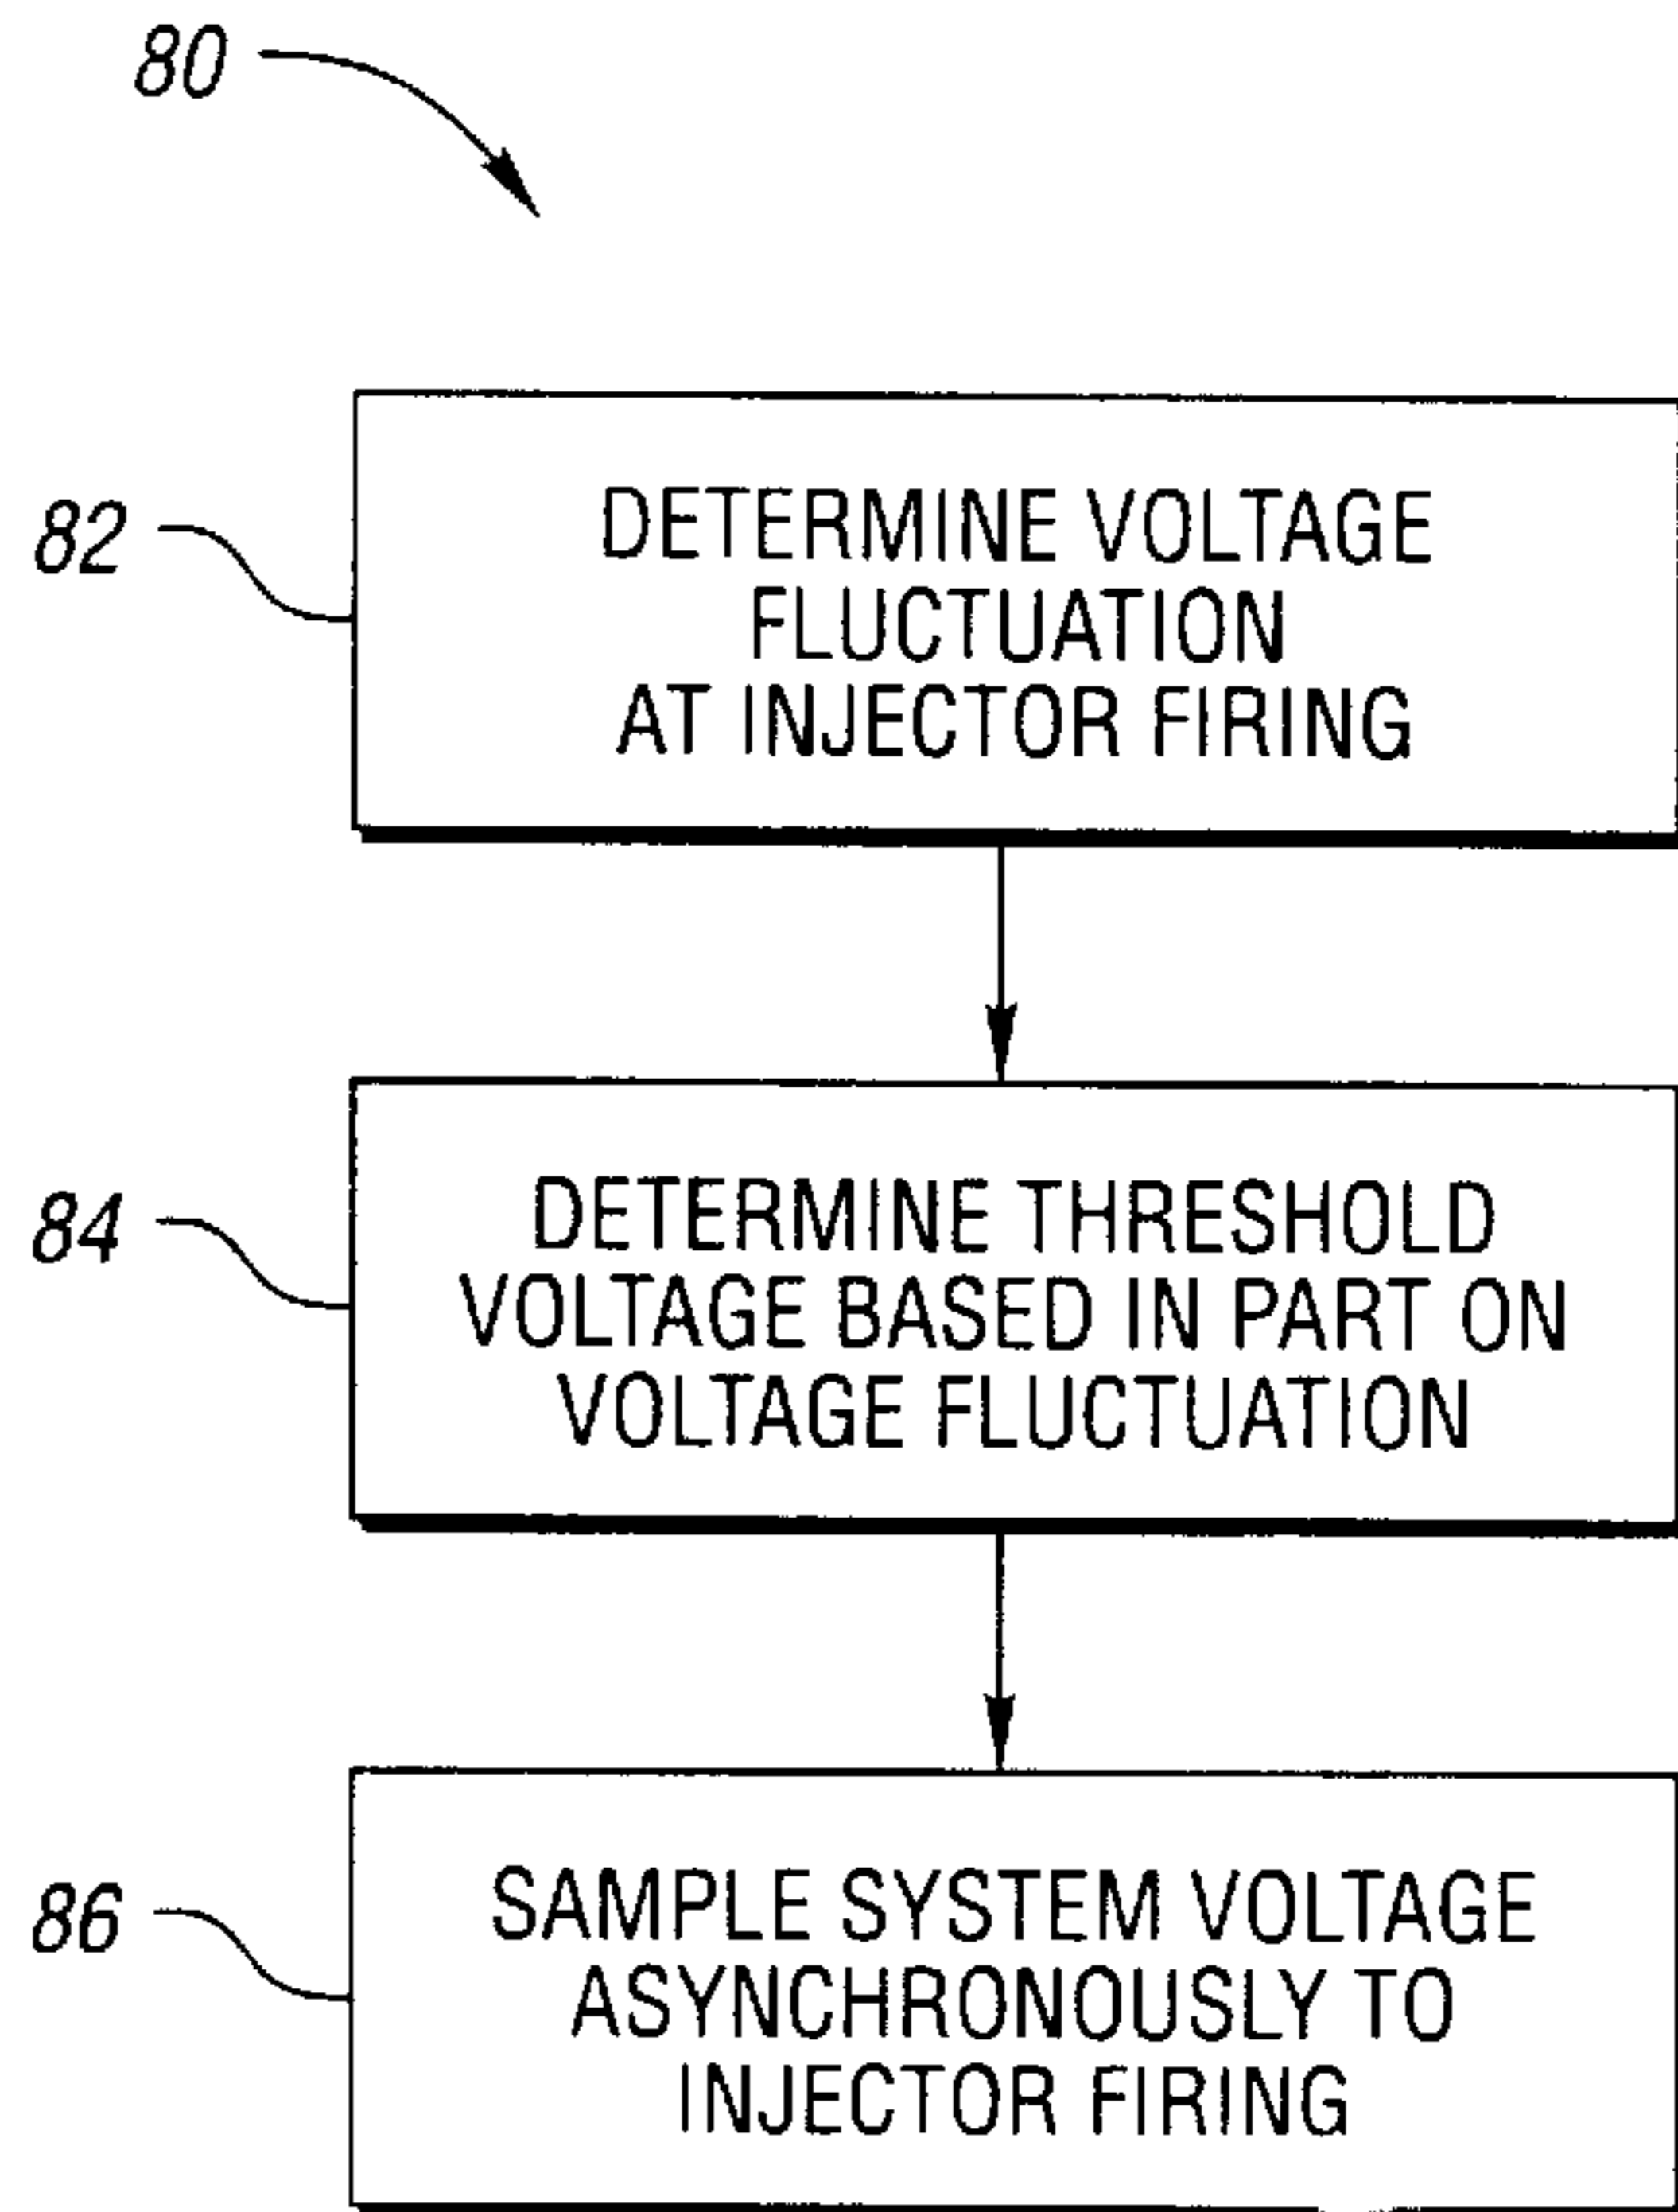 80
82
DETERMINE VOLTAGE
FLUCTUATION
AT INJECTOR FIRING
84
DETERMINE THRESHOLD
VOLTAGE BASED IN PART ON
VOLTAGE FLUCTUATION
86
SAMPLE SYSTEM VOLTAGE
ASYNCHRONOUSLY TO
INJECTOR FIRING